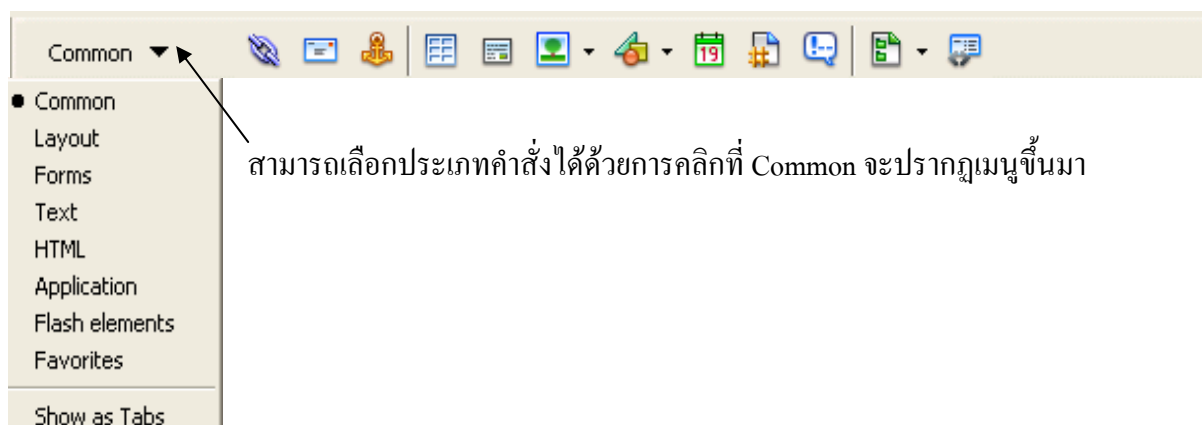 Common
19
Common
Layout
สามารถเลือกประเภทคำสั่งได้ด้วยการคลิกที่ Common จะปรากฏเมนูขึ้นมา
Forms
Text
HTML
Application
Flash elements
Favorites
Show as Tabs